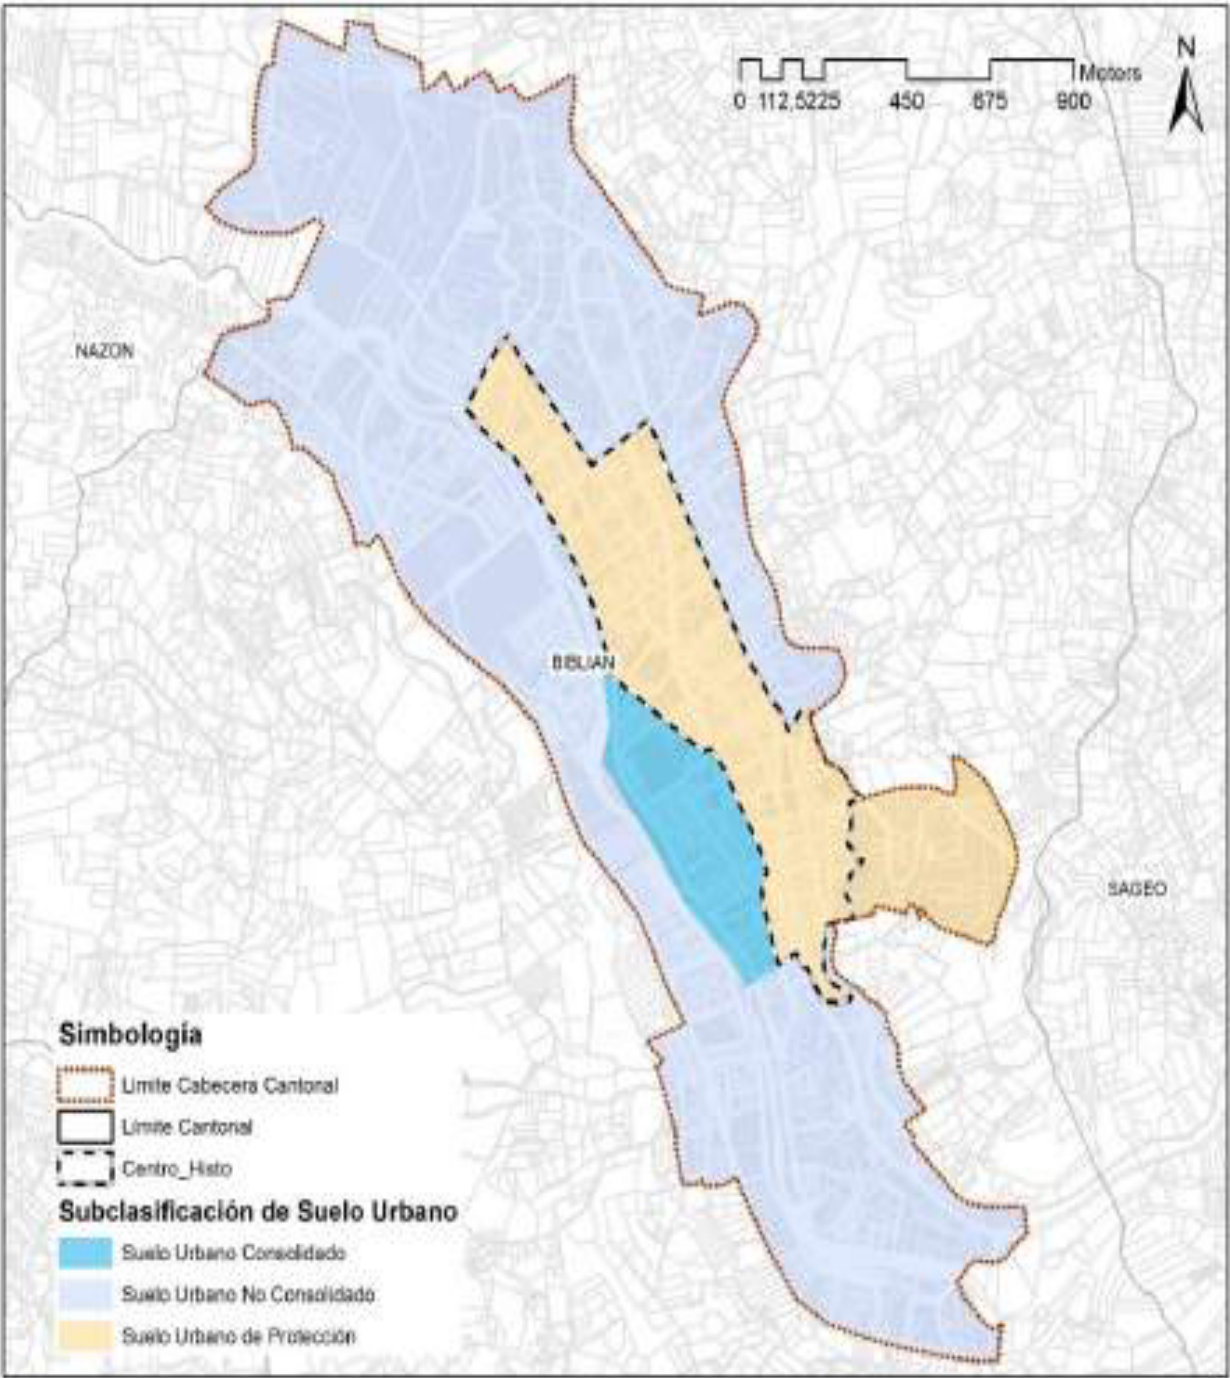 N
Meters
0 112,5225 450 675 900
NAZON
BIBLIAN
SAGEO
Simbología
Limite Cabecera Cantonal
Límite Cantonal
Centro_Histo
Subclasificación de Suelo Urbano
Suelo Urbano Consolidado
Suelo Urbano No Consolidado
Suelo Urbano de Protección